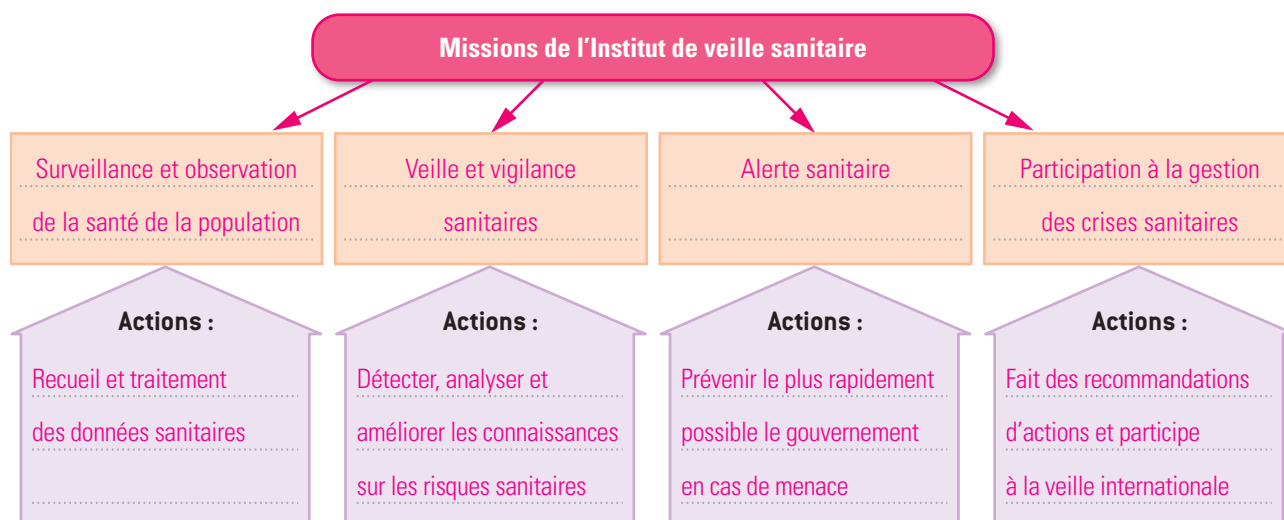 Missions de l'Institut de veille sanitaire
Surveillance et observation
de la santé de la population
Veille et vigilance
sanitaires
Alerte sanitaire
Participation à la gestion
des crises sanitaires
Actions :
Recueil et traitement
des données sanitaires
Actions :
Détecter, analyser et
améliorer les connaissances
sur les risques sanitaires
Actions :
Prévenir le plus rapidement
possible le gouvernement
en cas de menace
Actions :
Fait des recommandations
d'actions et participe
à la veille internationale